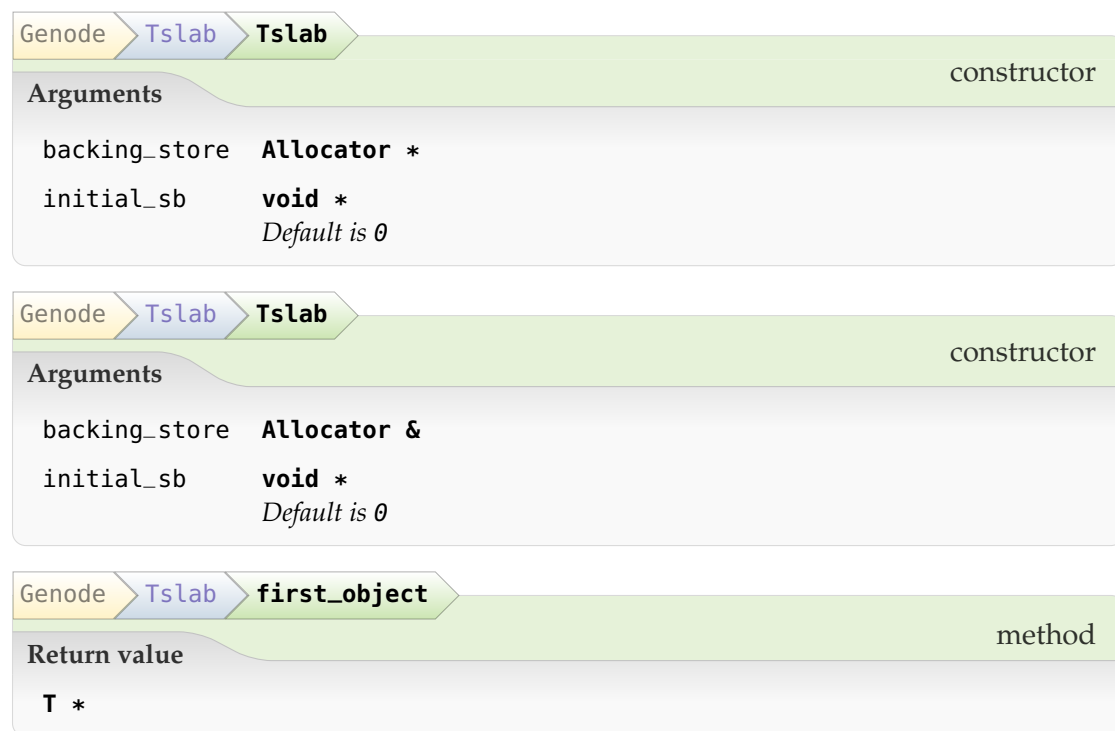 Genode Tslab Tslab
constructor
Arguments
backing_store Allocator *
initial_sb void *
Default is 0
Genode Tslab Tslab
constructor
Arguments
backing_store Allocator &
initial_sb void *
Default is 0
Genode Tslab first_object
method
Return value
T *